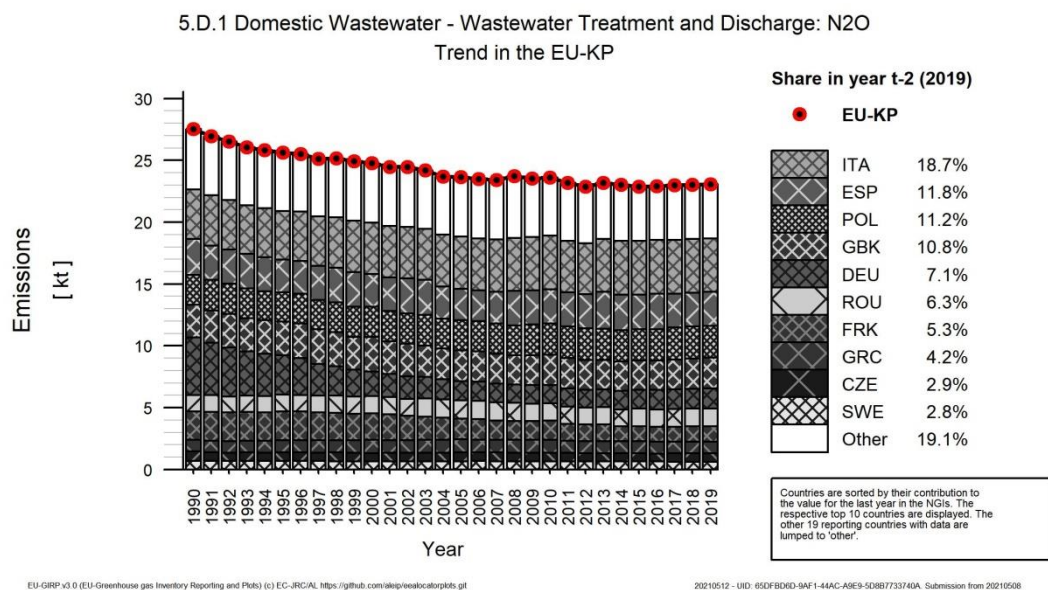 5.D.1 Domestic Wastewater - Wastewater Treatment and Discharge: N2O
Trend in the EU-KP
Share in year t-2 (2019)
EU-KP
ITA 18.7%
ESP 11.8%
POL 11.2%
GBK 10.8%
DEU 7.1%
ROU 6.3%
FRK 5.3%
GRC 4.2%
CZE 2.9%
SWE 2.8%
Other 19.1%
Countries are sorted by their contribution to
the value for the last year in the NGIs. The
respective top 10 countries are displayed. The
other 19 reporting countries with data are
lumped to 'other'.
Emissions
[ kt ]
30
25
20
15
10
5
0
1990 1991 1992 1993 1994 1995 1996 1997 1998 1999 2000 2001 2002 2003 2004 2005 2006 2007 2008 2009 2010 2011 2012 2013 2014 2015 2016 2017 2018 2019
Year
EU-GIRP.v3.0 (EU-Greenhouse gas Inventory Reporting and Plots) (c) EC-JRC/AL https://github.com/aleip/eealocatorplots.git
20210512 - UID: 65DFBD6D-9AF1-44AC-A9E9-5D8B7733740A. Submission from 20210508